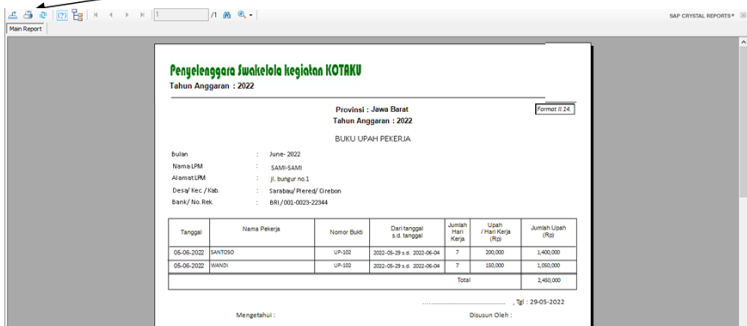 1 /1 SAP CRYSTAL REPORTS®
Main Report
Penyelenggara Swakelola kegiatan KOTAKU
Tahun Anggaran : 2022
Provinsi : Jawa Barat
Format II.14.
Tahun Anggaran : 2022
BUKU UPAH PEKERJA
Bulan : June- 2022
Nama LPM : SAMI-SAMI
Alamat LPM : jl. bungur no.1
Desa/ Kec. / Kab. : Sarabau/ Plered/ Cirebon
Bank/ No. Rek. : BRI / 001-0023-22344
Tanggal Nama Pekerja Nomor Bukti Dari tanggal s.d. tanggal Jumlah Hari Kerja Upah / Hari Kerja (Rp) Jumlah Upah (Rp)
05-06-2022 SANTOSO UP-102 2022-05-29 s.d. 2022-06-04 7 200,000 1,400,000
05-06-2022 WANDI UP-102 2022-05-29 s.d. 2022-06-04 7 150,000 1,050,000
Total 2,450,000
, Tgl : 29-05-2022
Mengetahui : Disusun Oleh :